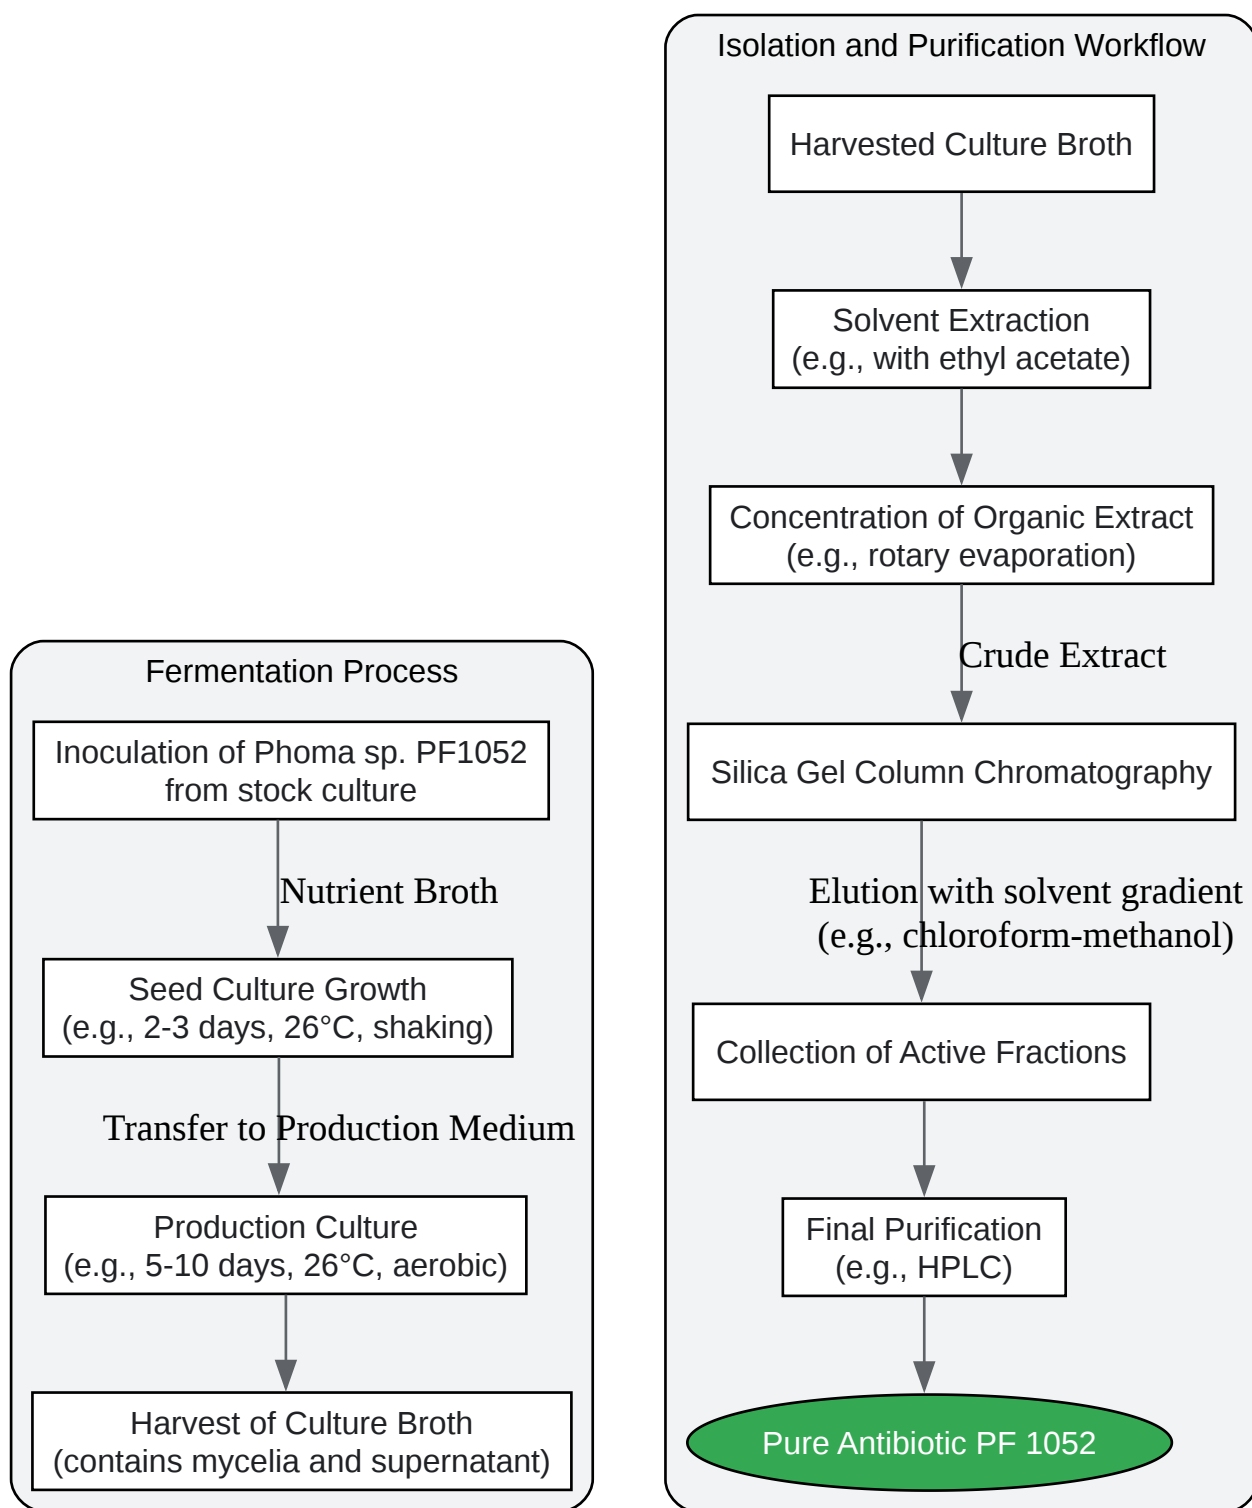 Fermentation Process
Inoculation of Phoma sp. PF1052
from stock culture
Nutrient Broth
Seed Culture Growth
(e.g., 2-3 days, 26°C, shaking)
Transfer to Production Medium
Production Culture
(e.g., 5-10 days, 26°C, aerobic)
Harvest of Culture Broth
(contains mycelia and supernatant)
Isolation and Purification Workflow
Harvested Culture Broth
Solvent Extraction
(e.g., with ethyl acetate)
Concentration of Organic Extract
(e.g., rotary evaporation)
Crude Extract
Silica Gel Column Chromatography
Elution with solvent gradient
(e.g., chloroform-methanol)
Collection of Active Fractions
Final Purification
(e.g., HPLC)
Pure Antibiotic PF 1052